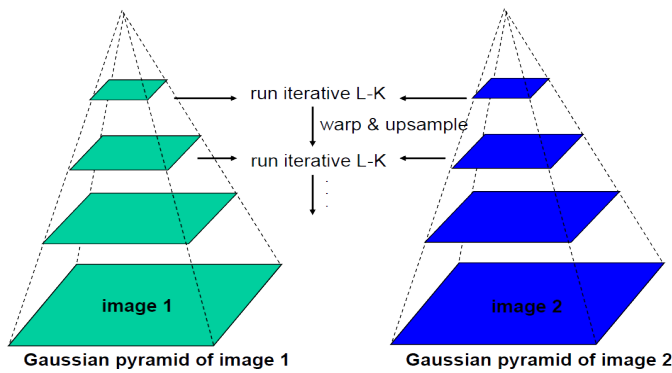 run iterative L-K
warp & upsample
run iterative L-K
image 1
image 2
Gaussian pyramid of image 1
Gaussian pyramid of image 2